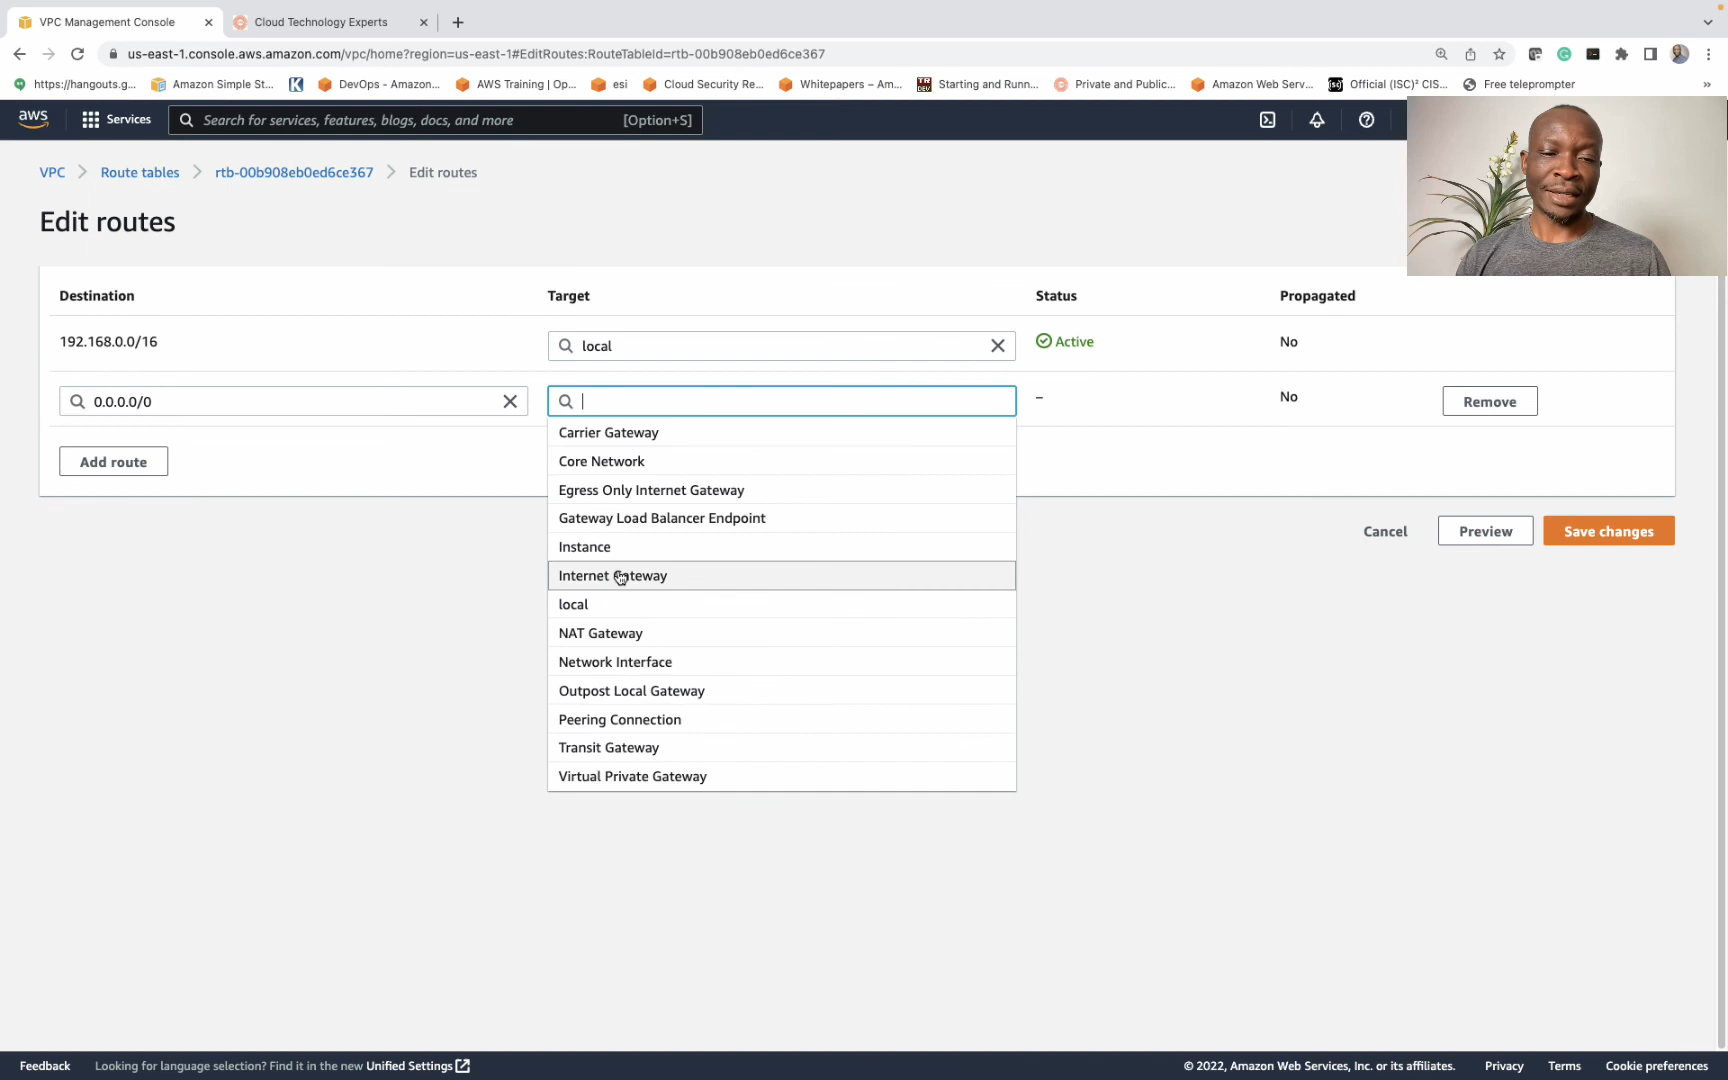 VPC Management Console
Cloud Technology Experts
us-east-1.console.aws.amazon.com/vpc/home?region=us-east-1#EditRoutes:RouteTableId=rtb-00b908eb0ed6ce367
https://hangouts.g...
Amazon Simple St...
DevOps - Amazon...
AWS Training | Op...
esi
Cloud Security Re...
Whitepapers – Am...
Starting and Runn...
Private and Public...
Amazon Web Serv...
Official (ISC)² CIS...
Free teleprompter
»
aws
Services
Search for services, features, blogs, docs, and more
[Option+S]
VPC > Route tables > rtb-00b908eb0ed6ce367 > Edit routes
Edit routes
Destination
Target
Status
Propagated
192.168.0.0/16
local
Active
No
0.0.0.0/0
–
No
Remove
Carrier Gateway
Core Network
Egress Only Internet Gateway
Gateway Load Balancer Endpoint
Instance
Internet Gateway
local
NAT Gateway
Network Interface
Outpost Local Gateway
Peering Connection
Transit Gateway
Virtual Private Gateway
Add route
Cancel
Preview
Save changes
Feedback
Looking for language selection? Find it in the new Unified Settings
© 2022, Amazon Web Services, Inc. or its affiliates.
Privacy
Terms
Cookie preferences